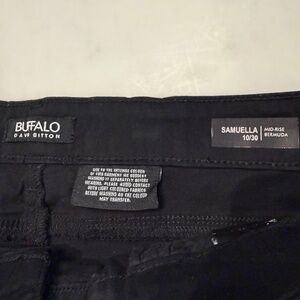 BUFFALO
DAVID BITTON
SAMUELLA
10/30
MID-RISE
BERMUDA
DUE TO THE INTENSE COLOUR
OF THIS GARMENT WE SUGGEST
WASHING IT SEPARATELY BEFORE
WEARING. PLEASE AVOID CONTACT
WITH LIGHT COLOURED FABRICS
BEFORE WASHING AS THE COLOUR
MAY TRANSFER.